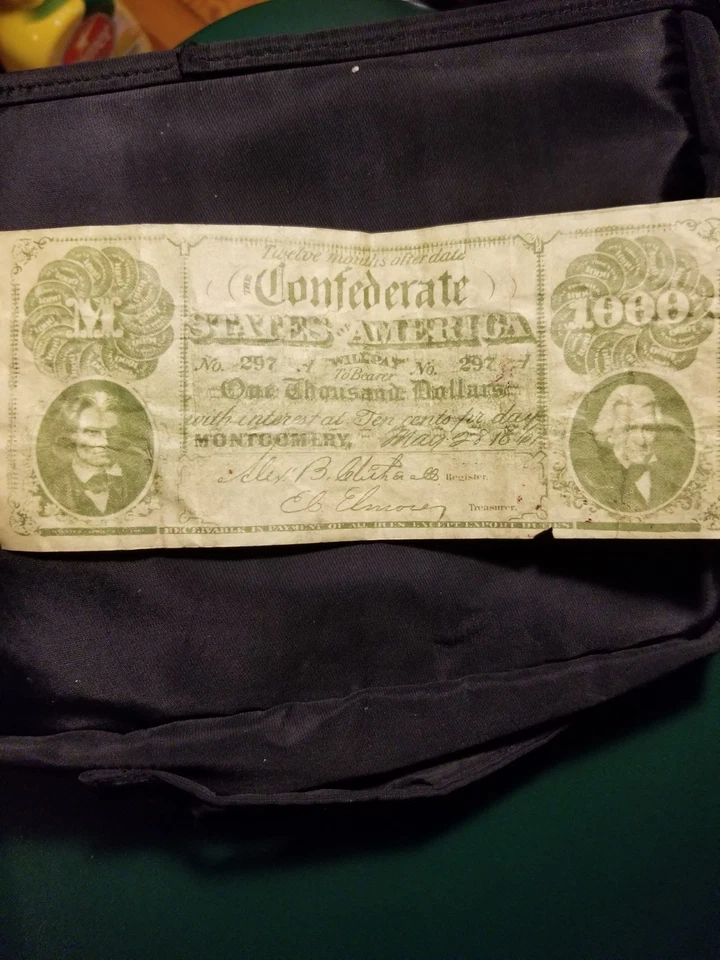 Twelve months after date
THE Confederate
STATES OF AMERICA
M
1000
No. 297 A WILL PAY No. 297 A
To Bearer
One Thousand Dollars
with interest at Ten cents per day
MONTGOMERY, May 28 18
Alex B. Clitherall Register.
E C Elmore Treasurer.
RECEIVABLE IN PAYMENT OF ALL DUES EXCEPT EXPORT DUTIES